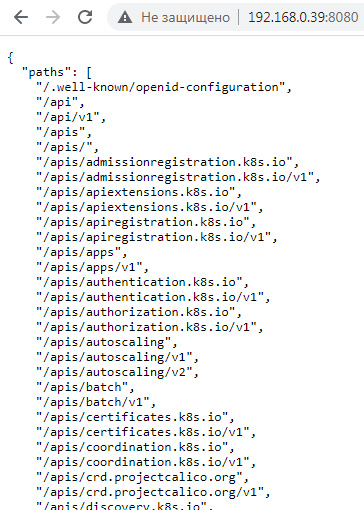 Не защищено 192.168.0.39:8080
{
"paths": [
"/.well-known/openid-configuration",
"/api",
"/api/v1",
"/apis",
"/apis/",
"/apis/admissionregistration.k8s.io",
"/apis/admissionregistration.k8s.io/v1",
"/apis/apiextensions.k8s.io",
"/apis/apiextensions.k8s.io/v1",
"/apis/apiregistration.k8s.io",
"/apis/apiregistration.k8s.io/v1",
"/apis/apps",
"/apis/apps/v1",
"/apis/authentication.k8s.io",
"/apis/authentication.k8s.io/v1",
"/apis/authorization.k8s.io",
"/apis/authorization.k8s.io/v1",
"/apis/autoscaling",
"/apis/autoscaling/v1",
"/apis/autoscaling/v2",
"/apis/batch",
"/apis/batch/v1",
"/apis/certificates.k8s.io",
"/apis/certificates.k8s.io/v1",
"/apis/coordination.k8s.io",
"/apis/coordination.k8s.io/v1",
"/apis/crd.projectcalico.org",
"/apis/crd.projectcalico.org/v1",
"/apis/discovery.k8s.io",